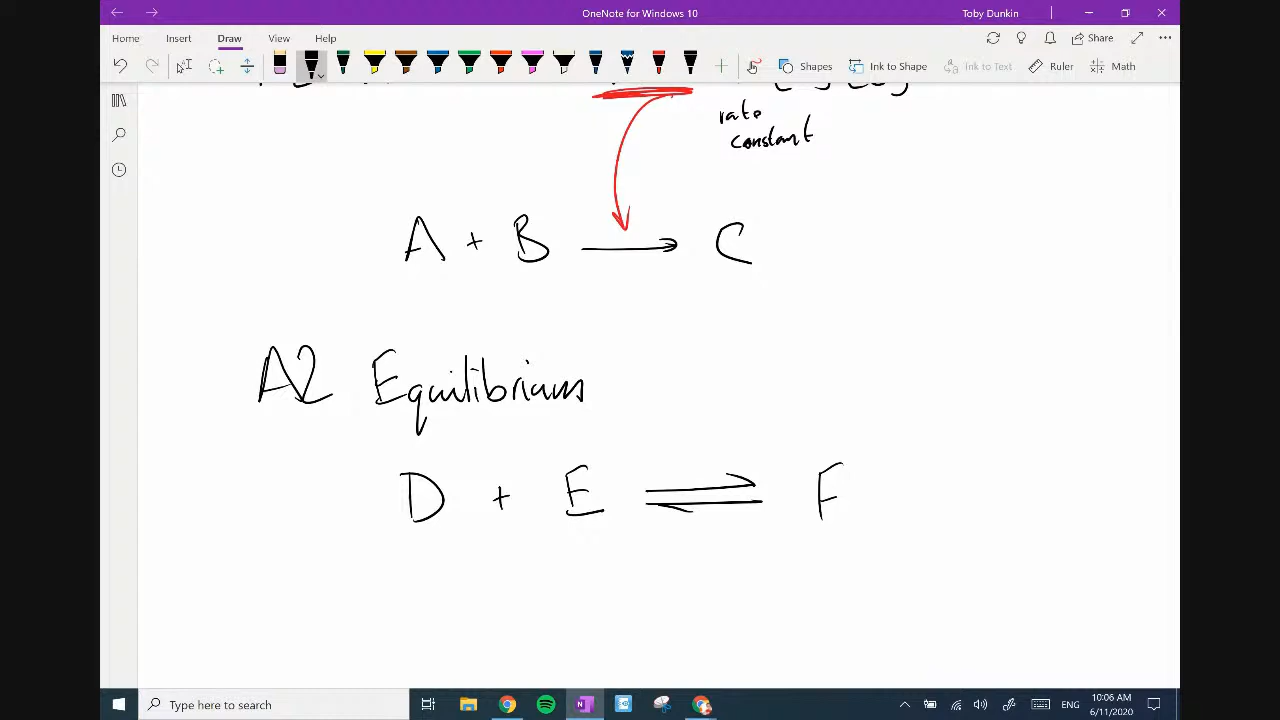 OneNote for Windows 10
Toby Dunkin
Home Insert Draw View Help
Share
Shapes Ink to Shape Ink to Text Ruler Math
rate
constant
A + B → C
A2 Equilibrium
D + E ⇌ F
Type here to search
ENG
10:06 AM
6/11/2020